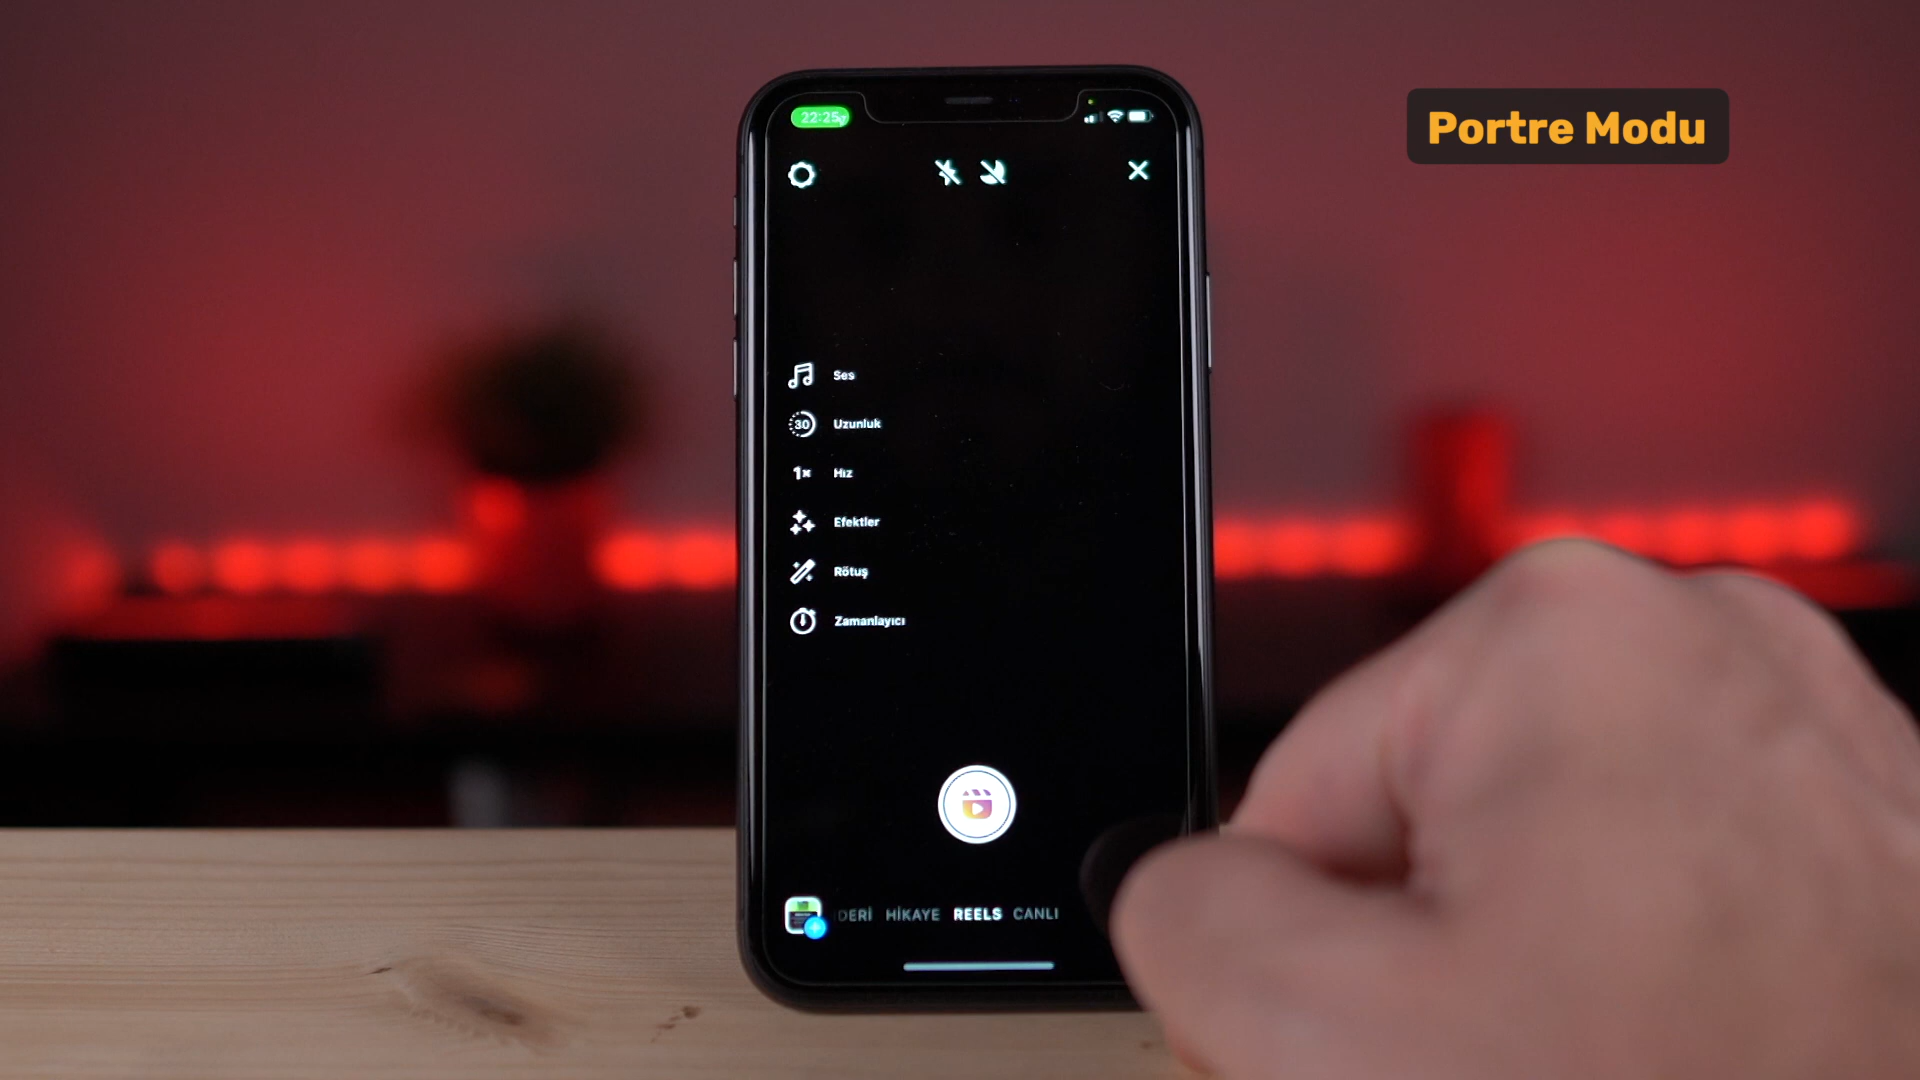 Portre Modu
22:25
Ses
30 Uzunluk
1x Hız
Efektler
Rötuş
Zamanlayıcı
DERİ HİKAYE REELS CANLI